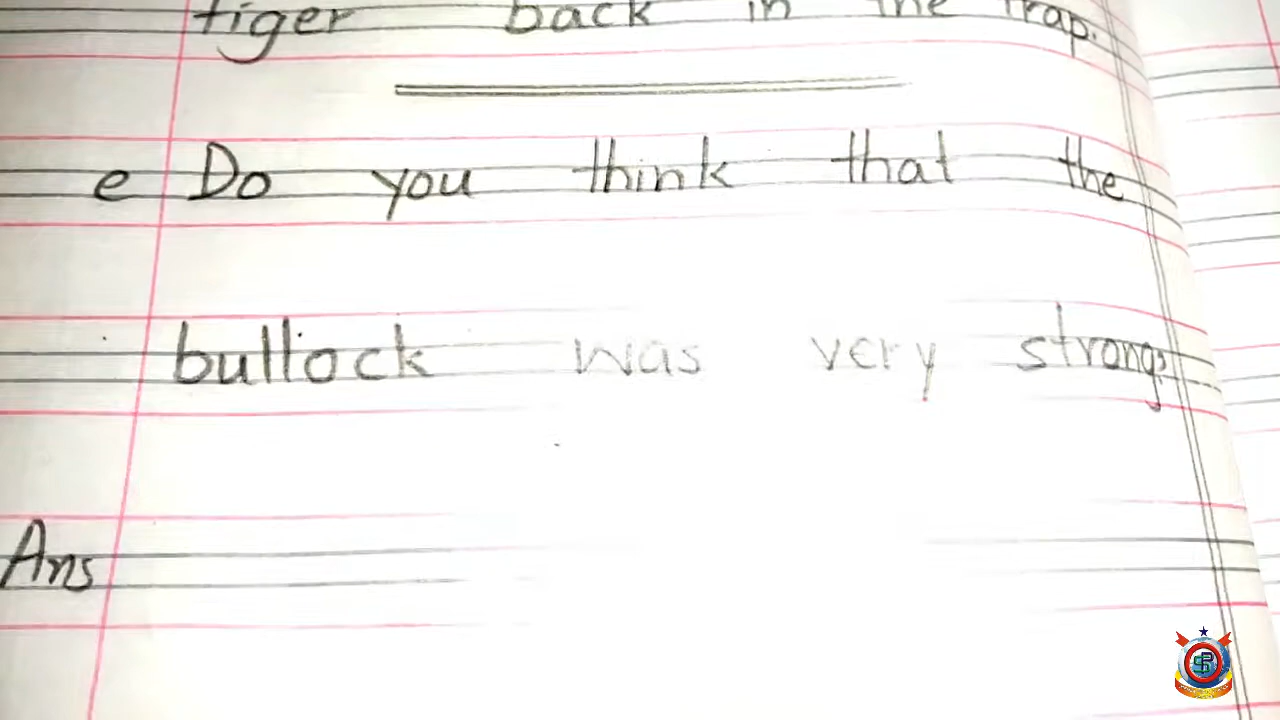 tiger back in the trap.
e Do you think that the
bullock was very strong?
Ans